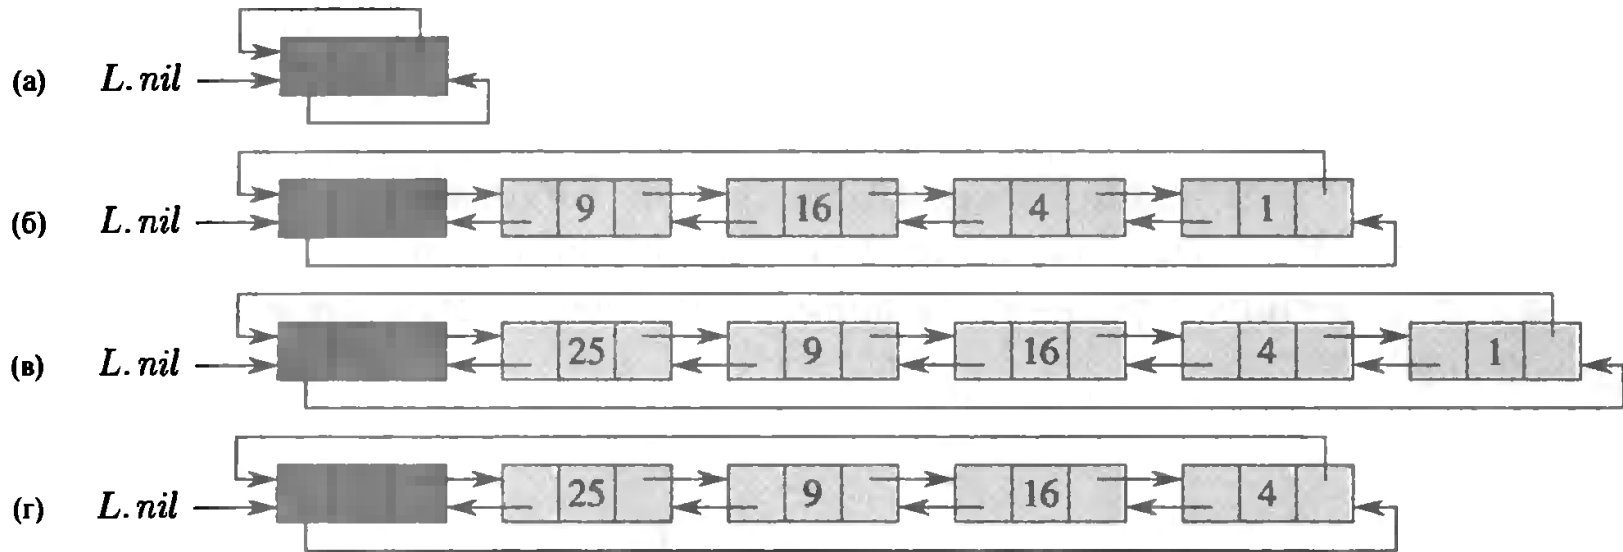 (а) L.nil
(б) L.nil 9 16 4 1
(в) L.nil 25 9 16 4 1
(г) L.nil 25 9 16 4